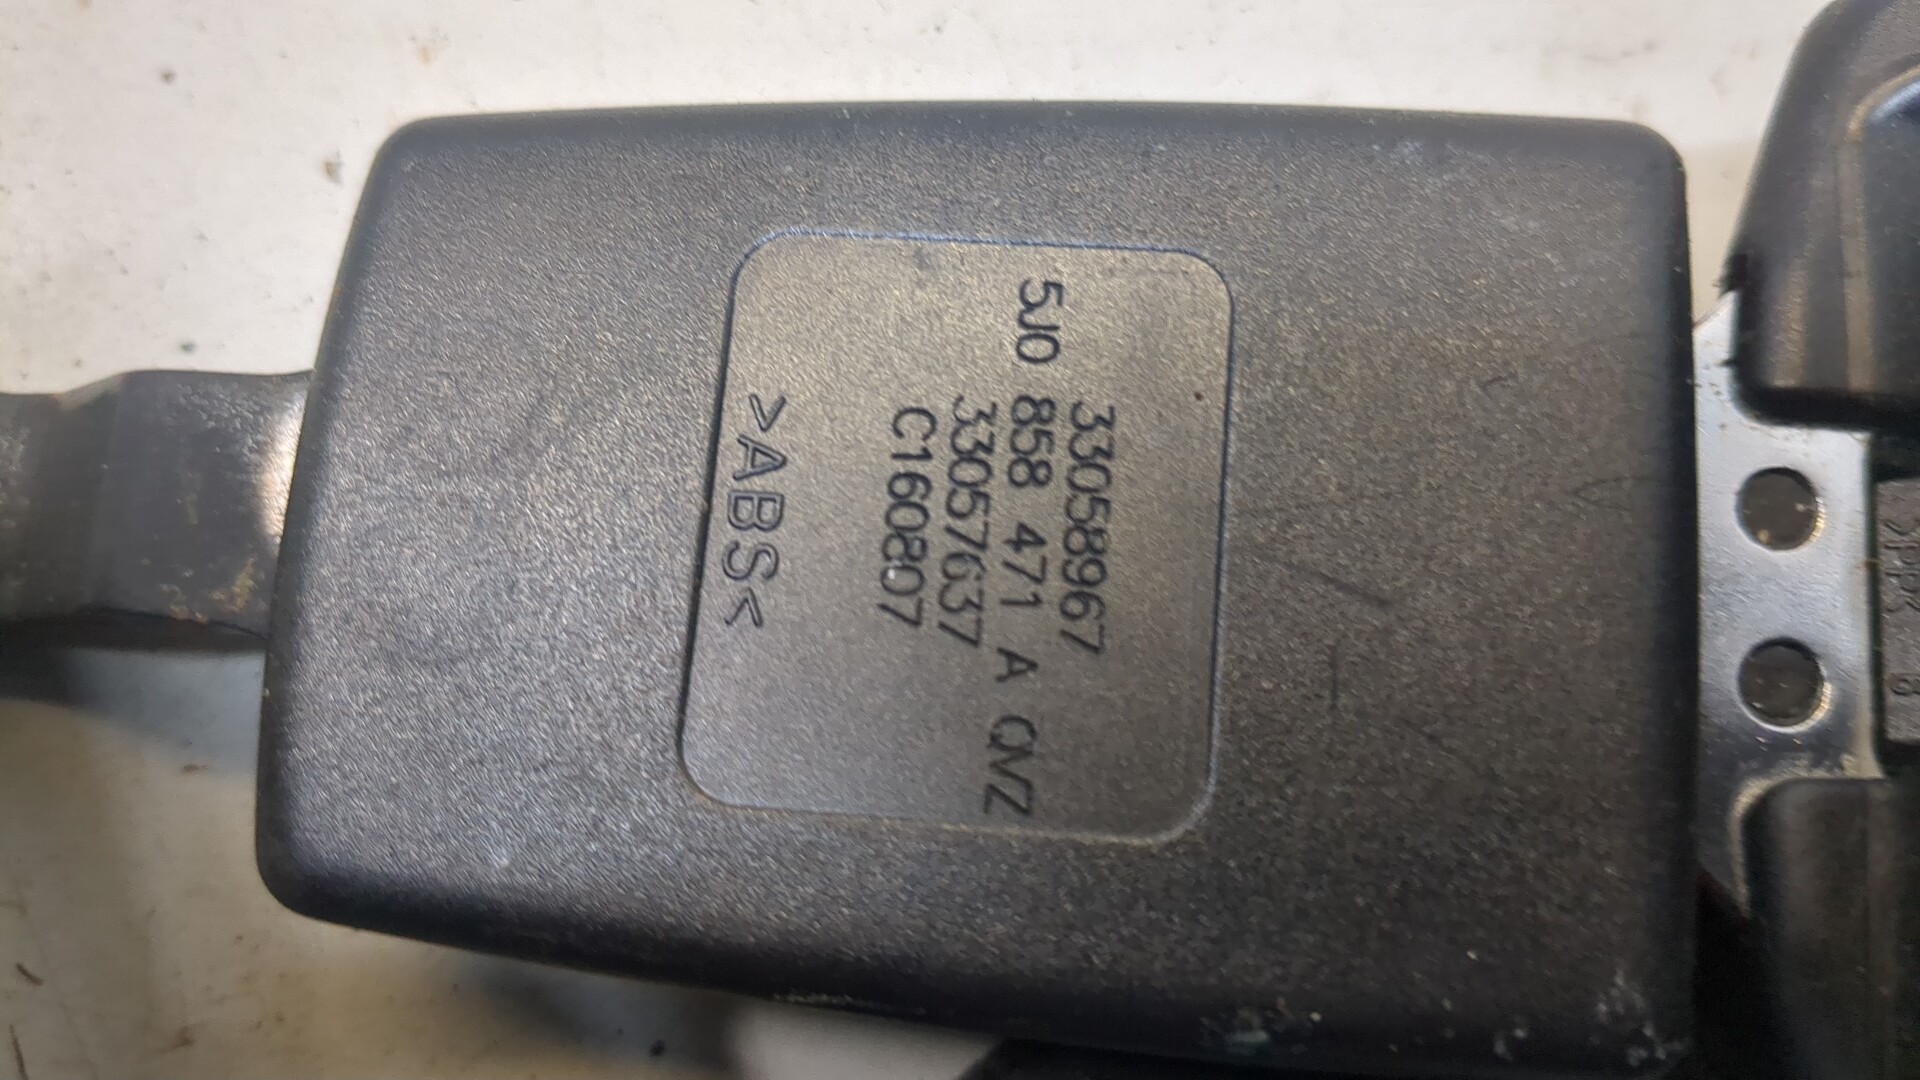 33058967
5J0 858 471 A QVZ
33057637
C160807
>ABS<